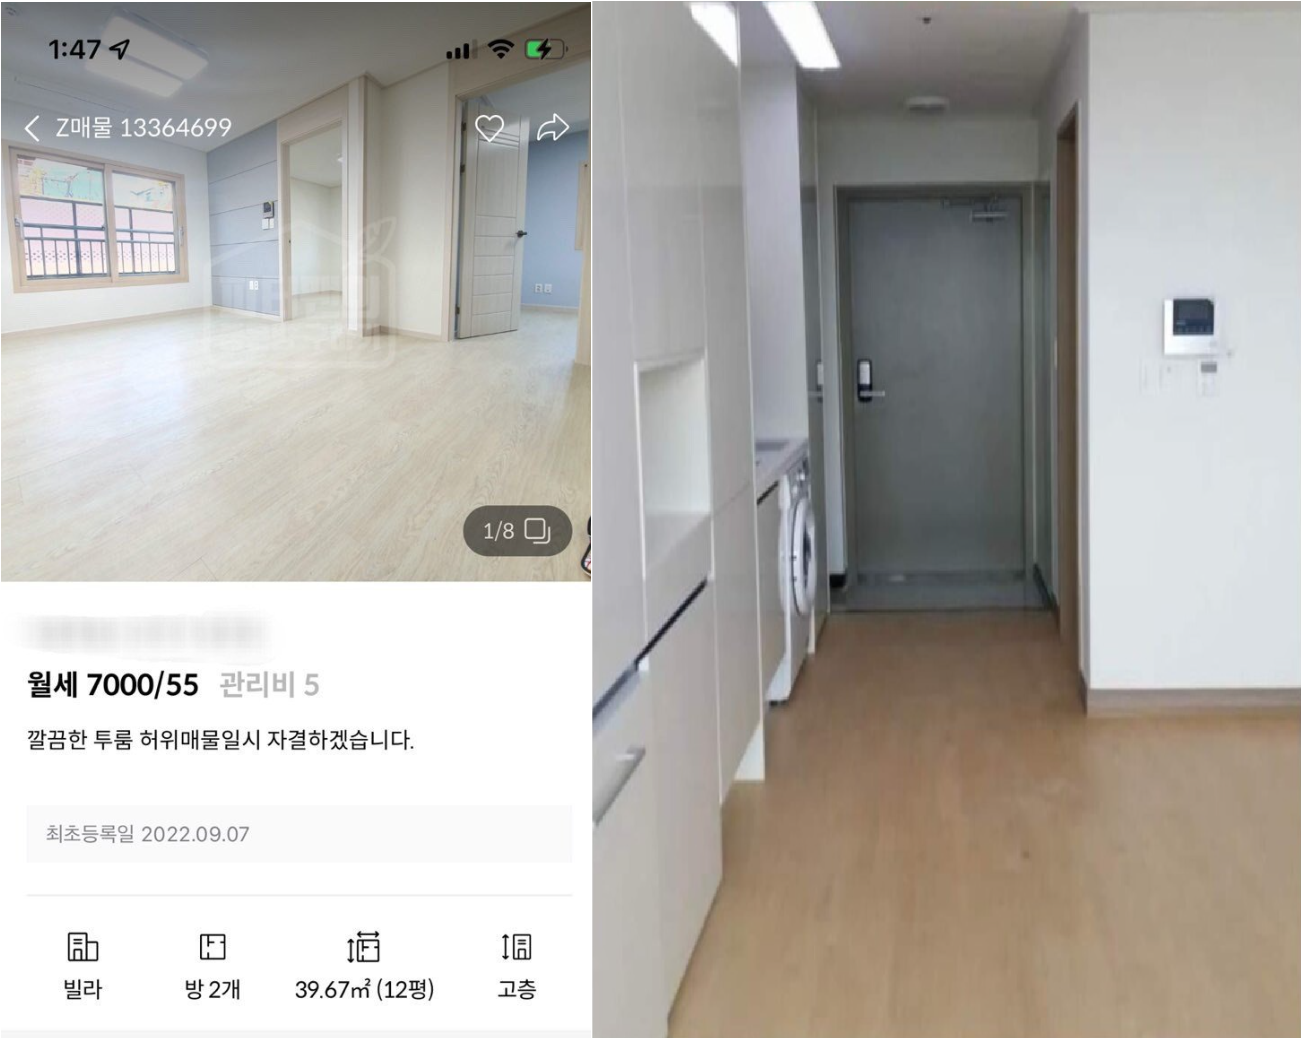 1:47
Z매물 13364699
1/8
월세 7000/55 관리비 5
깔끔한 투룸 허위매물일시 자결하겠습니다.
최초등록일 2022.09.07
빌라
방 2개
39.67㎡ (12평)
고층